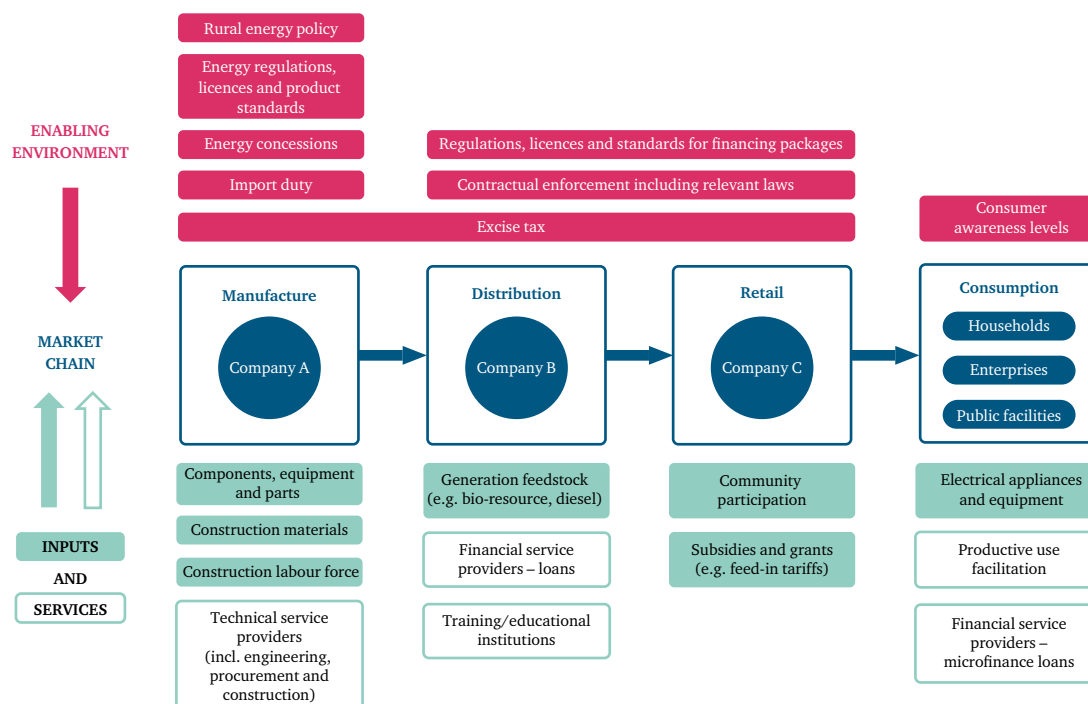 Rural energy policy
Energy regulations,
licences and product
standards
ENABLING
ENVIRONMENT
Energy concessions
Regulations, licences and standards for financing packages
Import duty
Contractual enforcement including relevant laws
Excise tax
Consumer
awareness levels
MARKET
CHAIN
Manufacture
Company A
Distribution
Company B
Retail
Company C
Consumption
Households
Enterprises
Public facilities
INPUTS
AND
SERVICES
Components, equipment
and parts
Construction materials
Construction labour force
Technical service
providers
(incl. engineering,
procurement and
construction)
Generation feedstock
(e.g. bio-resource, diesel)
Financial service
providers – loans
Training/educational
institutions
Community
participation
Subsidies and grants
(e.g. feed-in tariffs)
Electrical appliances
and equipment
Productive use
facilitation
Financial service
providers –
microfinance loans